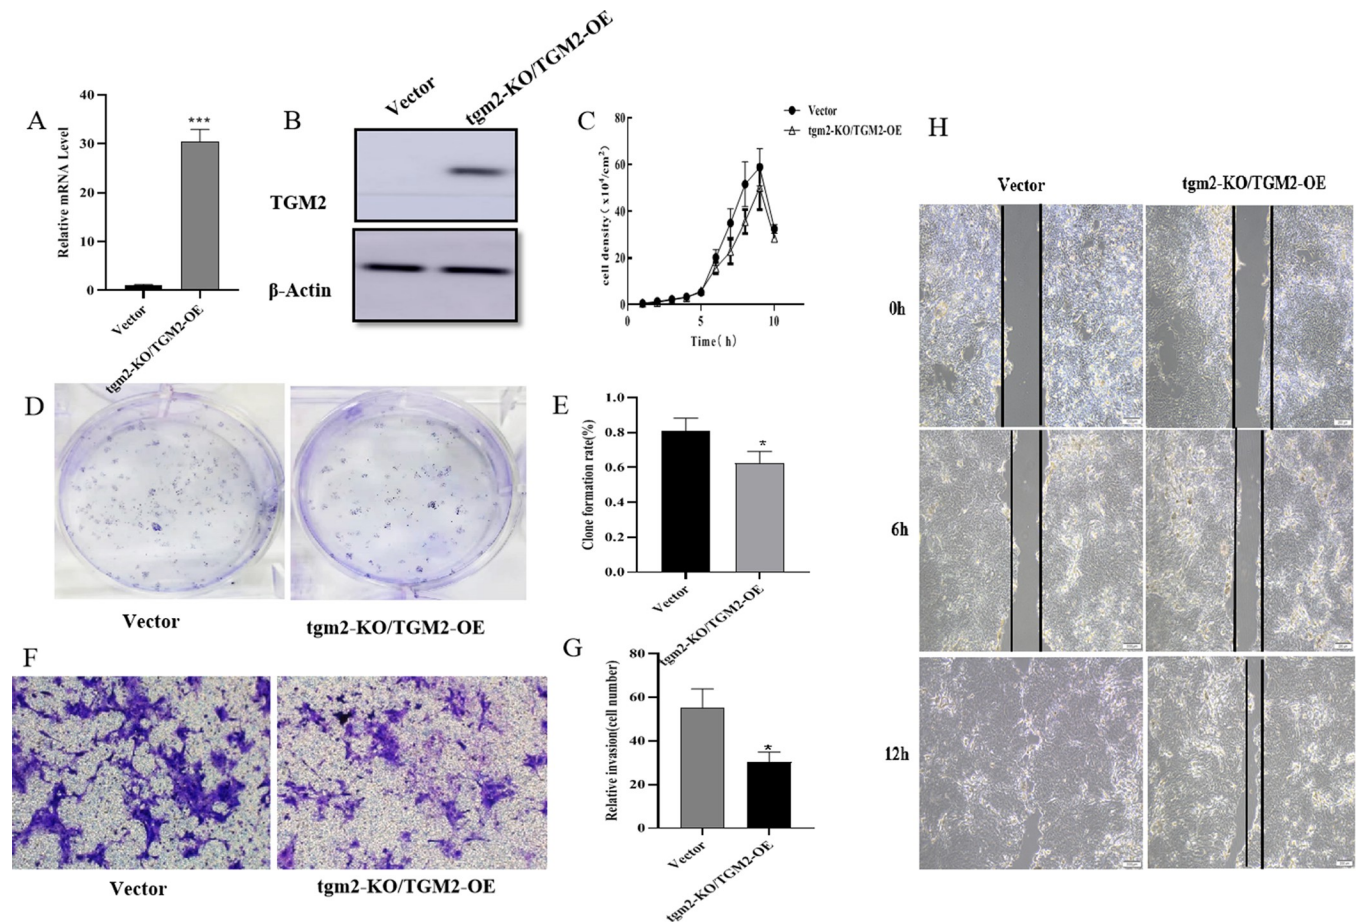 A
Relative mRNA Level
40
30
20
10
0
***
Vector
tgm2-KO/TGM2-OE
B
Vector
tgm2-KO/TGM2-OE
TGM2
β-Actin
C
cell density( x10⁴/cm²)
80
60
40
20
0
0
5
10
Time( h)
Vector
tgm2-KO/TGM2-OE
D
Vector
tgm2-KO/TGM2-OE
E
Clone formation rate(%)
1.0
0.8
0.6
0.4
0.2
0.0
*
Vector
tgm2-KO/TGM2-OE
F
Vector
tgm2-KO/TGM2-OE
G
Relative invasion(cell number)
80
60
40
20
0
*
Vector
tgm2-KO/TGM2-OE
H
Vector
tgm2-KO/TGM2-OE
0h
6h
12h